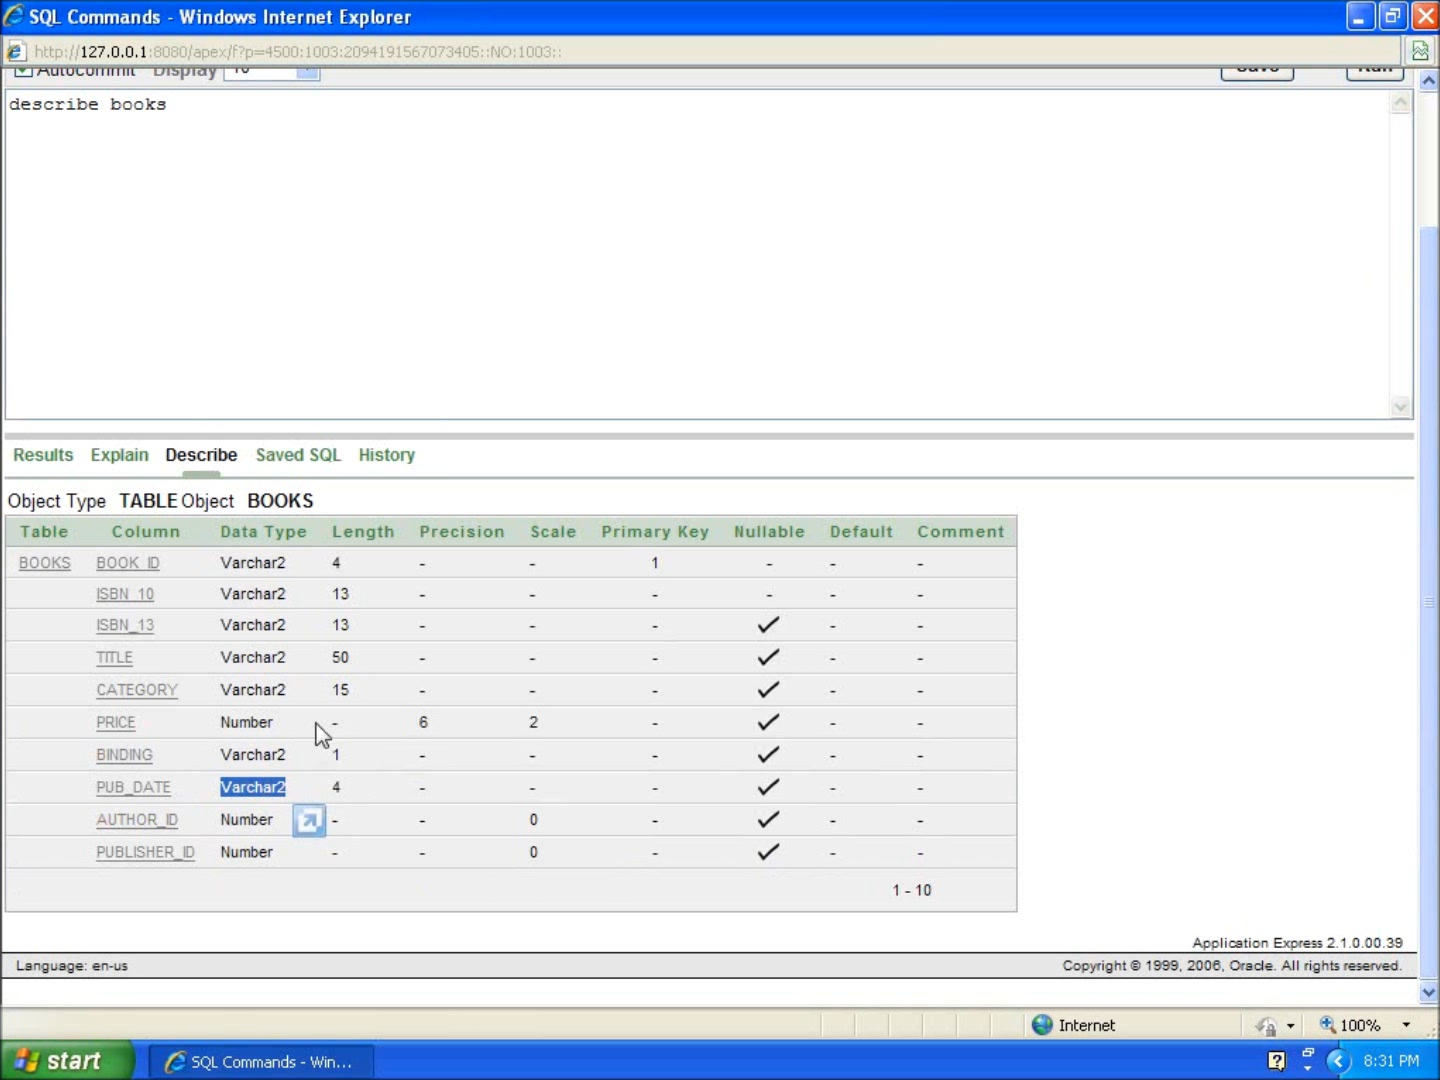 SQL Commands - Windows Internet Explorer
http://127.0.0.1:8080/apex/f?p=4500:1003:2094191567073405::NO:1003::
Autocommit Display 10 Save Run
describe books
Results Explain Describe Saved SQL History
Object Type TABLE Object BOOKS
Table Column Data Type Length Precision Scale Primary Key Nullable Default Comment
BOOKS BOOK_ID Varchar2 4 - - 1 - - -
ISBN_10 Varchar2 13 - - - - - -
ISBN_13 Varchar2 13 - - - - -
TITLE Varchar2 50 - - - - -
CATEGORY Varchar2 15 - - - - -
PRICE Number - 6 2 - - -
BINDING Varchar2 1 - - - - -
PUB_DATE Varchar2 4 - - - - -
AUTHOR_ID Number - - 0 - - -
PUBLISHER_ID Number - - 0 - - -
1 - 10
Application Express 2.1.0.00.39
Language: en-us Copyright © 1999, 2006, Oracle. All rights reserved.
Internet 100%
start SQL Commands - Win... 8:31 PM